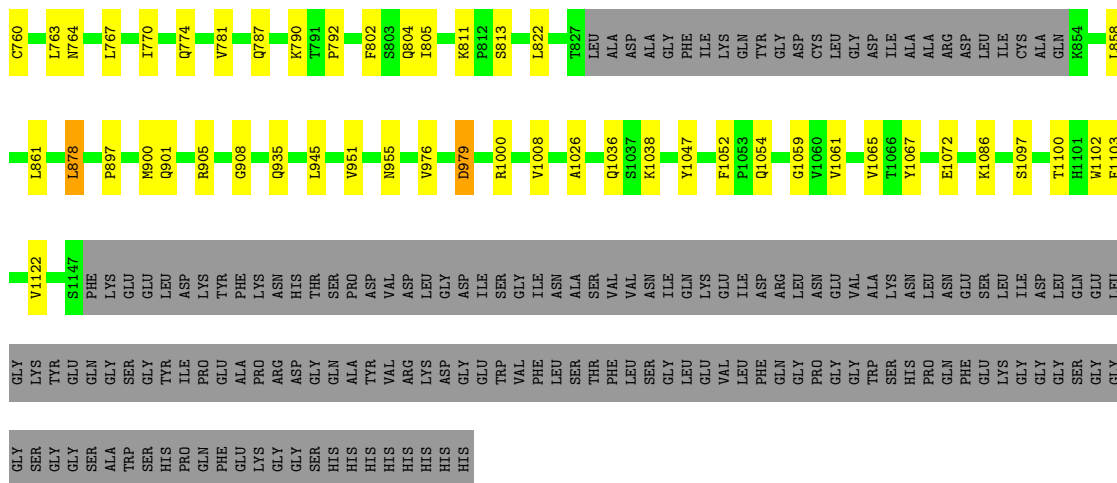 C760 L763 N764 L767 I770 Q774 V781 Q787 K790 T791 P792 F802 S803 Q804 I805 K811 P812 S813 L822 T827 LEU ALA ASP ALA GLY PHE ILE LYS GLN TYR GLY ASP CYS LEU GLY ASP ILE ALA ALA ARG ASP LEU ILE CYS ALA GLN K854 L858
L861 L878 P897 M900 Q901 R905 G908 Q935 L945 V951 N955 V976 D979 R1000 V1008 A1026 Q1036 S1037 K1038 Y1047 F1052 P1053 Q1054 G1059 V1060 V1061 V1065 T1066 Y1067 E1072 K1086 S1097 T1100 H1101 W1102 F1103
V1122 S1147 PHE LYS GLU GLU LEU ASP LYS TYR PHE LYS ASN HIS THR SER PRO ASP VAL ASP LEU GLY ASP ILE SER GLY ILE ASN ALA SER VAL VAL ASN ILE GLN LYS GLU ILE ASP ARG LEU ASN GLU VAL ALA LYS ASN LEU ASN GLU SER LEU ILE ASP LEU GLN GLU LEU
GLY LYS TYR GLU GLN GLY SER GLY TYR ILE PRO GLU ALA PRO ARG ASP GLY GLN ALA TYR VAL ARG LYS ASP GLY GLU TRP VAL PHE LEU SER THR PHE LEU SER GLY LEU GLU VAL LEU PHE GLN GLY PRO GLY GLY TRP SER HIS PRO GLN PHE GLU LYS GLY GLY GLY SER GLY GLY
GLY SER GLY GLY SER ALA TRP SER HIS PRO GLN PHE GLU LYS GLY GLY SER HIS HIS HIS HIS HIS HIS HIS HIS